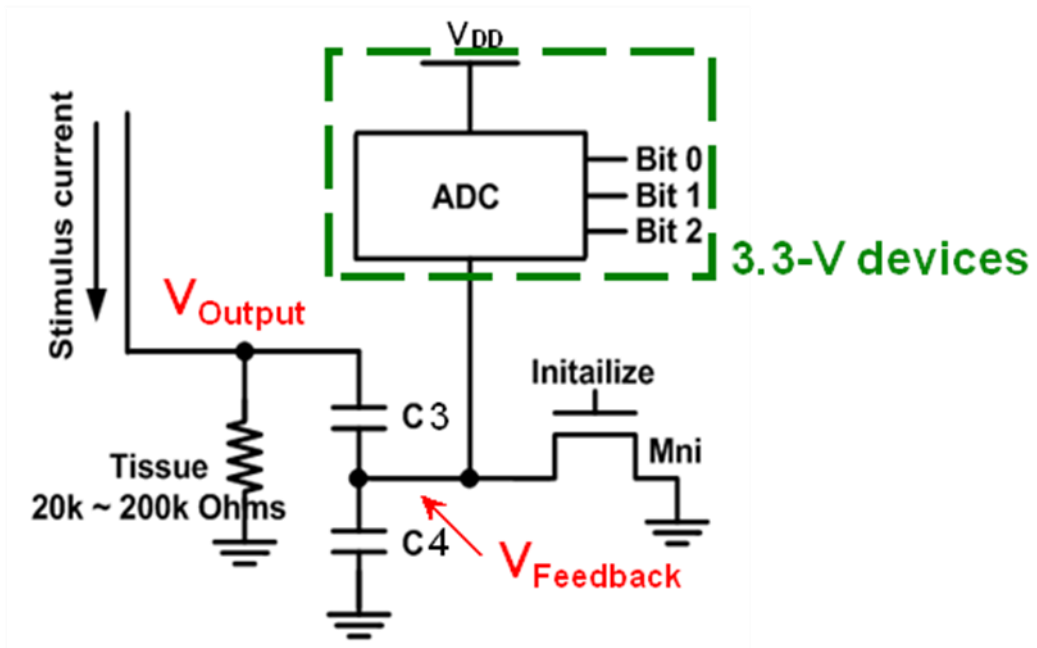 VDD
Stimulus current
ADC
Bit 0
Bit 1
Bit 2
3.3-V devices
VOutput
Initailize
C3
Mni
Tissue
20k ~ 200k Ohms
C4
VFeedback